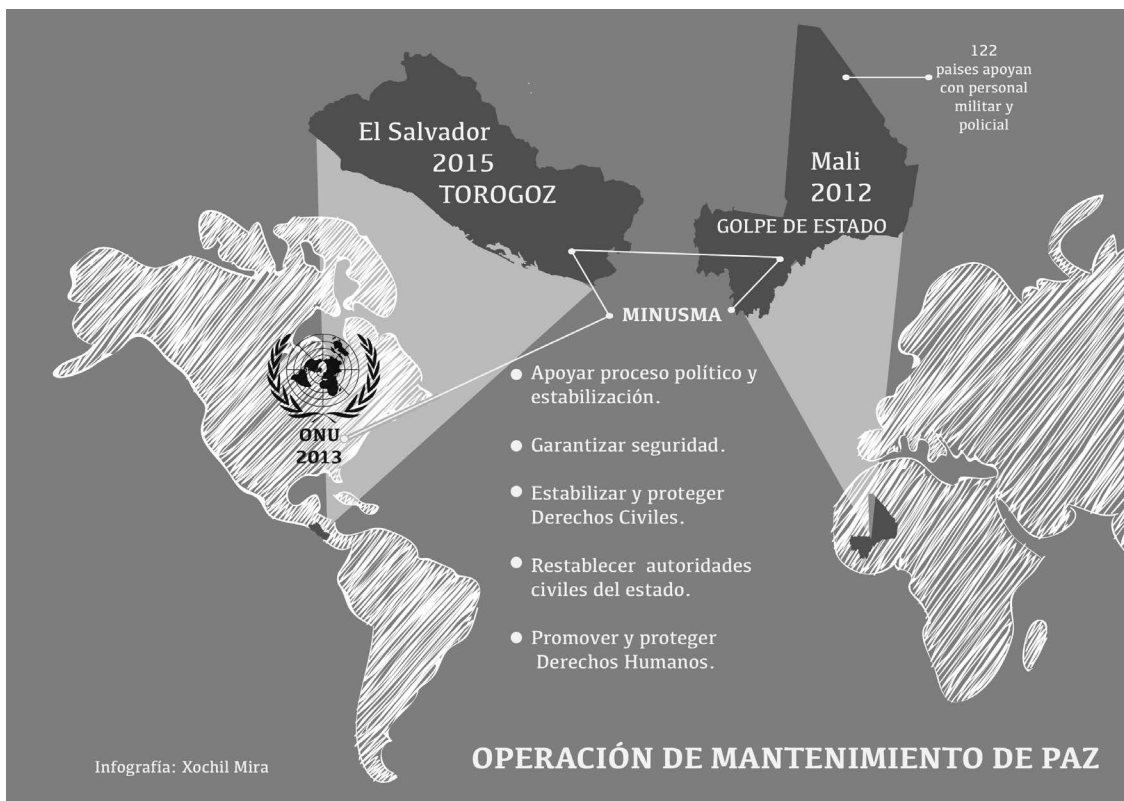 122
paises apoyan
con personal
militar y
policial
El Salvador
2015
TOROGOZ
Mali
2012
GOLPE DE ESTADO
MINUSMA
ONU
2013
Apoyar proceso político y
estabilización.
Garantizar seguridad.
Estabilizar y proteger
Derechos Civiles.
Restablecer autoridades
civiles del estado.
Promover y proteger
Derechos Humanos.
OPERACIÓN DE MANTENIMIENTO DE PAZ
Infografía: Xochil Mira